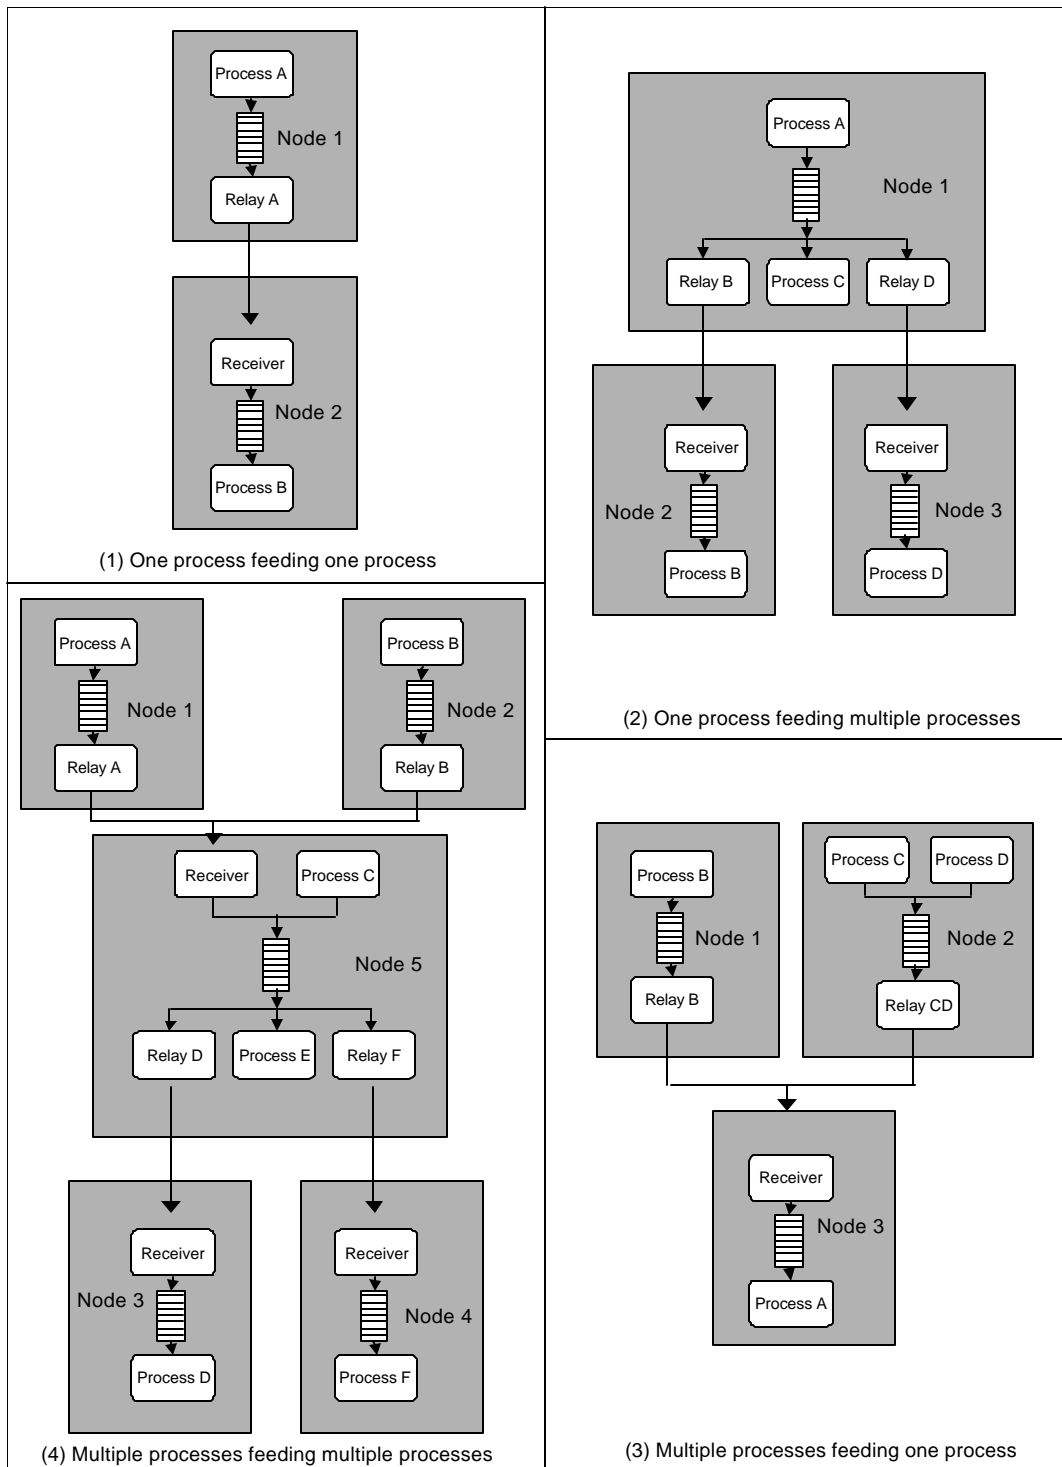 Process A
Node 1
Relay A
Receiver
Node 2
Process B
(1) One process feeding one process
Process A
Node 1
Relay B
Process C
Relay D
Receiver
Receiver
Node 2
Node 3
Process B
Process D
(2) One process feeding multiple processes
Process A
Process B
Node 1
Node 2
Relay A
Relay B
Receiver
Process C
Node 5
Relay D
Process E
Relay F
Receiver
Receiver
Node 3
Node 4
Process D
Process F
(4) Multiple processes feeding multiple processes
Process B
Process C
Process D
Node 1
Node 2
Relay B
Relay CD
Receiver
Node 3
Process A
(3) Multiple processes feeding one process